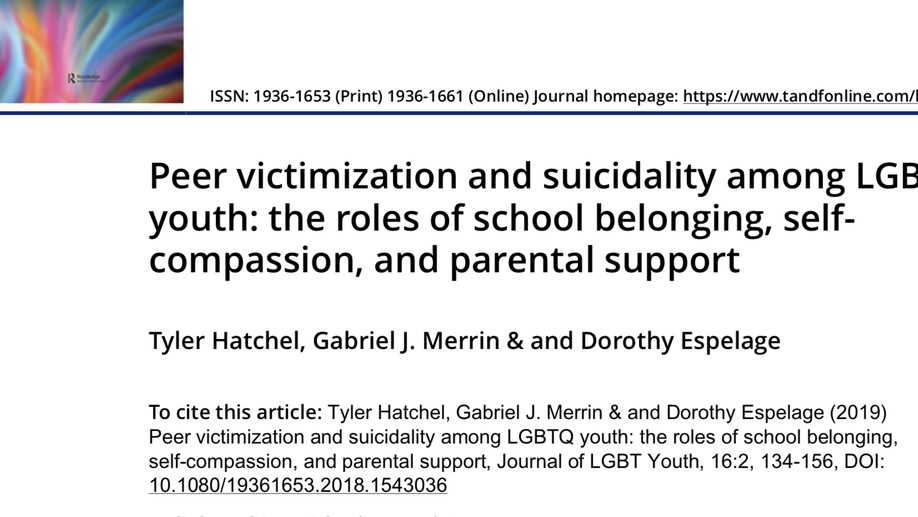 Routledge
ISSN: 1936-1653 (Print) 1936-1661 (Online) Journal homepage: https://www.tandfonline.com/
Peer victimization and suicidality among LGB
youth: the roles of school belonging, self-
compassion, and parental support
Tyler Hatchel, Gabriel J. Merrin & and Dorothy Espelage
To cite this article: Tyler Hatchel, Gabriel J. Merrin & and Dorothy Espelage (2019)
Peer victimization and suicidality among LGBTQ youth: the roles of school belonging,
self-compassion, and parental support, Journal of LGBT Youth, 16:2, 134-156, DOI:
10.1080/19361653.2018.1543036